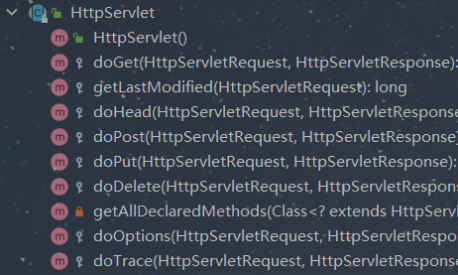 HttpServlet
HttpServlet()
doGet(HttpServletRequest, HttpServletResponse):
getLastModified(HttpServletRequest): long
doHead(HttpServletRequest, HttpServletResponse
doPost(HttpServletRequest, HttpServletResponse)
doPut(HttpServletRequest, HttpServletResponse):
doDelete(HttpServletRequest, HttpServletRespon
getAllDeclaredMethods(Class<? extends HttpServl
doOptions(HttpServletRequest, HttpServletRespo
doTrace(HttpServletRequest, HttpServletRespons